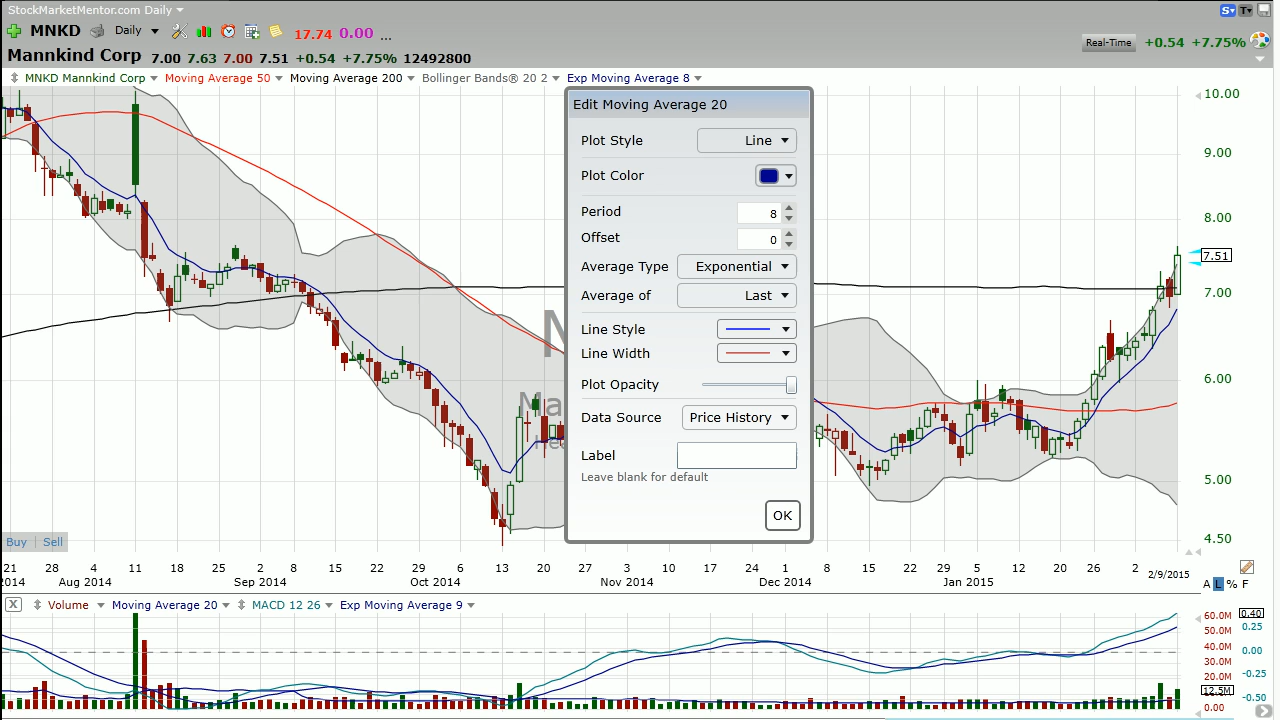 StockMarketMentor.com Daily
MNKD Daily 17.74 0.00 ...
Mannkind Corp 7.00 7.63 7.00 7.51 +0.54 +7.75% 12492800
Real-Time +0.54 +7.75%
MNKD Mannkind Corp Moving Average 50 Moving Average 200 Bollinger Bands® 20 2 Exp Moving Average 8
Edit Moving Average 20
Plot Style Line
Plot Color
Period 8
Offset 0
Average Type Exponential
Average of Last
Line Style
Line Width
Plot Opacity
Data Source Price History
Label
Leave blank for default
OK
10.00
9.00
8.00
7.51
7.00
6.00
5.00
4.50
Buy Sell
21 28 4 11 18 25 2 8 15 22 29 6 13 20 27 3 10 17 24 1 8 15 22 29 5 12 20 26 2 2/9/2015
2014 Aug 2014 Sep 2014 Oct 2014 Nov 2014 Dec 2014 Jan 2015
A L % F
X Volume Moving Average 20 MACD 12 26 Exp Moving Average 9
60.0M 0.40
50.0M 0.25
40.0M 0.00
30.0M -0.25
20.0M
12.5M -0.50
0.00